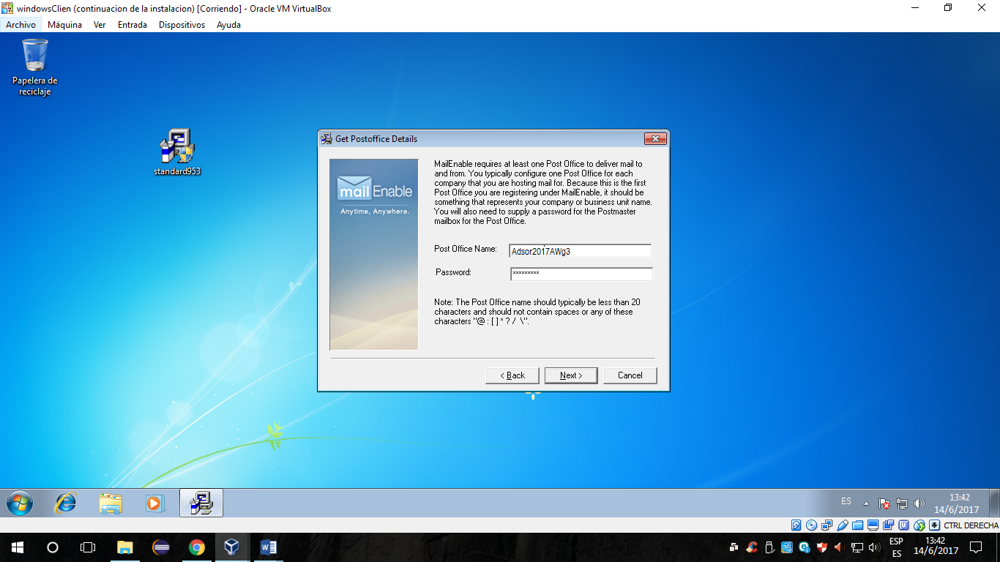 windowsClien (continuacion de la instalacion) [Corriendo] - Oracle VM VirtualBox
Archivo Máquina Ver Entrada Dispositivos Ayuda
Papelera de
reciclaje
standard953
Get Postoffice Details
mailEnable
Anytime, Anywhere.
MailEnable requires at least one Post Office to deliver mail to
and from. You typically configure one Post Office for each
company that you are hosting mail for. Because this is the first
Post Office you are registering under MailEnable, it should be
something that represents your company or business unit name.
You will also need to supply a password for the Postmaster
mailbox for the Post Office.
Post Office Name: Adsor2017AWg3
Password: ×××××××××
Note: The Post Office name should typically be less than 20
characters and should not contain spaces or any of these
characters "@ : [ ] * ? / \".
< Back Next > Cancel
ES 13:42
14/6/2017
CTRL DERECHA
ESP 13:42
ES 14/6/2017